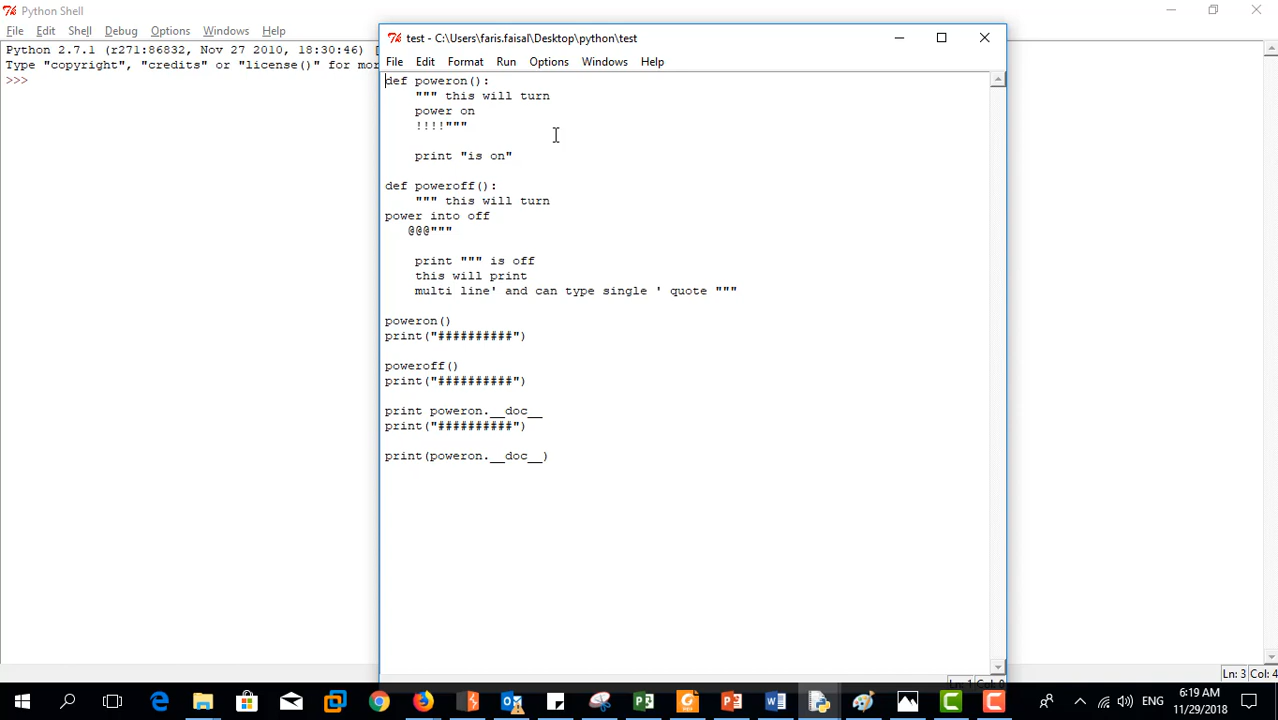 Python Shell
File Edit Shell Debug Options Windows Help
Python 2.7.1 (r271:86832, Nov 27 2010, 18:30:46) [
Type "copyright", "credits" or "license()" for mor
>>>
test - C:\Users\faris.faisal\Desktop\python\test
File Edit Format Run Options Windows Help
def poweron():
    """ this will turn
    power on
    !!!!"""
    print "is on"
def poweroff():
    """ this will turn
power into off
   @@@"""
    print """ is off
    this will print
    multi line' and can type single ' quote """
poweron()
print("##########")
poweroff()
print("##########")
print poweron.__doc__
print("##########")
print(poweron.__doc__)
Ln: 3 Col: 4
ENG
6:19 AM
11/29/2018